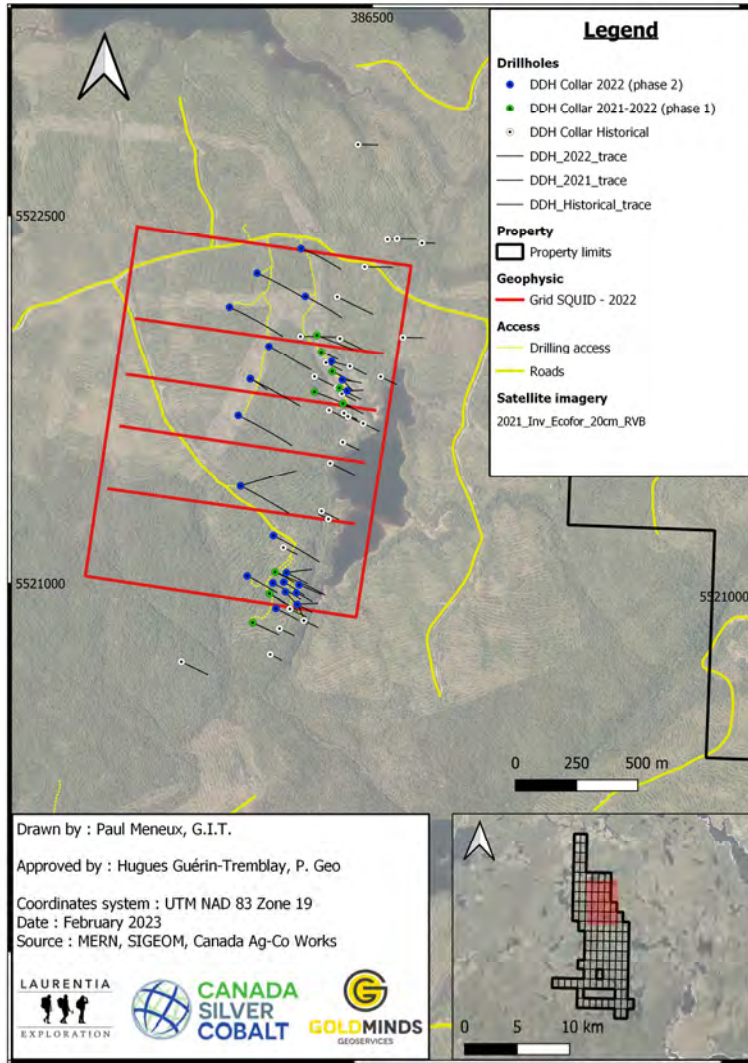 386500
Legend
Drillholes
DDH Collar 2022 (phase 2)
DDH Collar 2021-2022 (phase 1)
DDH Collar Historical
DDH_2022_trace
DDH_2021_trace
DDH_Historical_trace
Property
Property limits
Geophysic
Grid SQUID - 2022
Access
Drilling access
Roads
Satellite imagery
2021_Inv_Ecofor_20cm_RVB
5522500
5521000
5521000
0 250 500 m
Drawn by : Paul Meneux, G.I.T.
Approved by : Hugues Guérin-Tremblay, P. Geo
Coordinates system : UTM NAD 83 Zone 19
Date : February 2023
Source : MERN, SIGEOM, Canada Ag-Co Works
LAURENTIA
EXPLORATION
CANADA
SILVER
COBALT
GOLDMINDS
GEOSERVICES
0 5 10 km